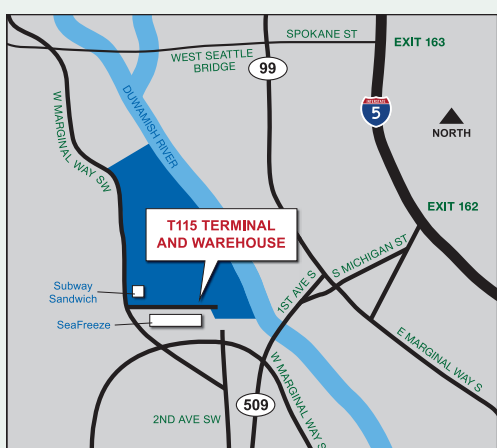 SPOKANE ST
EXIT 163
WEST SEATTLE
BRIDGE
99
INTERSTATE
5
NORTH
W MARGINAL WAY SW
DUWAMISH RIVER
EXIT 162
T115 TERMINAL
AND WAREHOUSE
S MICHIGAN ST
1ST AVE S
Subway
Sandwich
SeaFreeze
E MARGINAL WAY S
W MARGINAL WAY S
509
2ND AVE SW